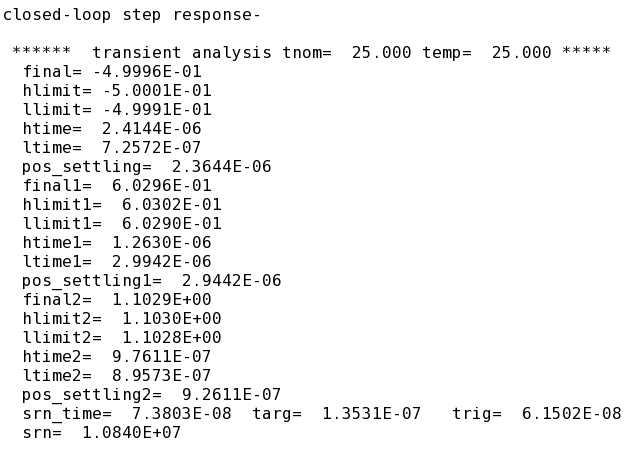 closed-loop step response-
****** transient analysis tnom= 25.000 temp= 25.000 *****
final= -4.9996E-01
hlimit= -5.0001E-01
llimit= -4.9991E-01
htime= 2.4144E-06
ltime= 7.2572E-07
pos_settling= 2.3644E-06
final1= 6.0296E-01
hlimit1= 6.0302E-01
llimit1= 6.0290E-01
htime1= 1.2630E-06
ltime1= 2.9942E-06
pos_settling1= 2.9442E-06
final2= 1.1029E+00
hlimit2= 1.1030E+00
llimit2= 1.1028E+00
htime2= 9.7611E-07
ltime2= 8.9573E-07
pos_settling2= 9.2611E-07
srn_time= 7.3803E-08 targ= 1.3531E-07 trig= 6.1502E-08
srn= 1.0840E+07